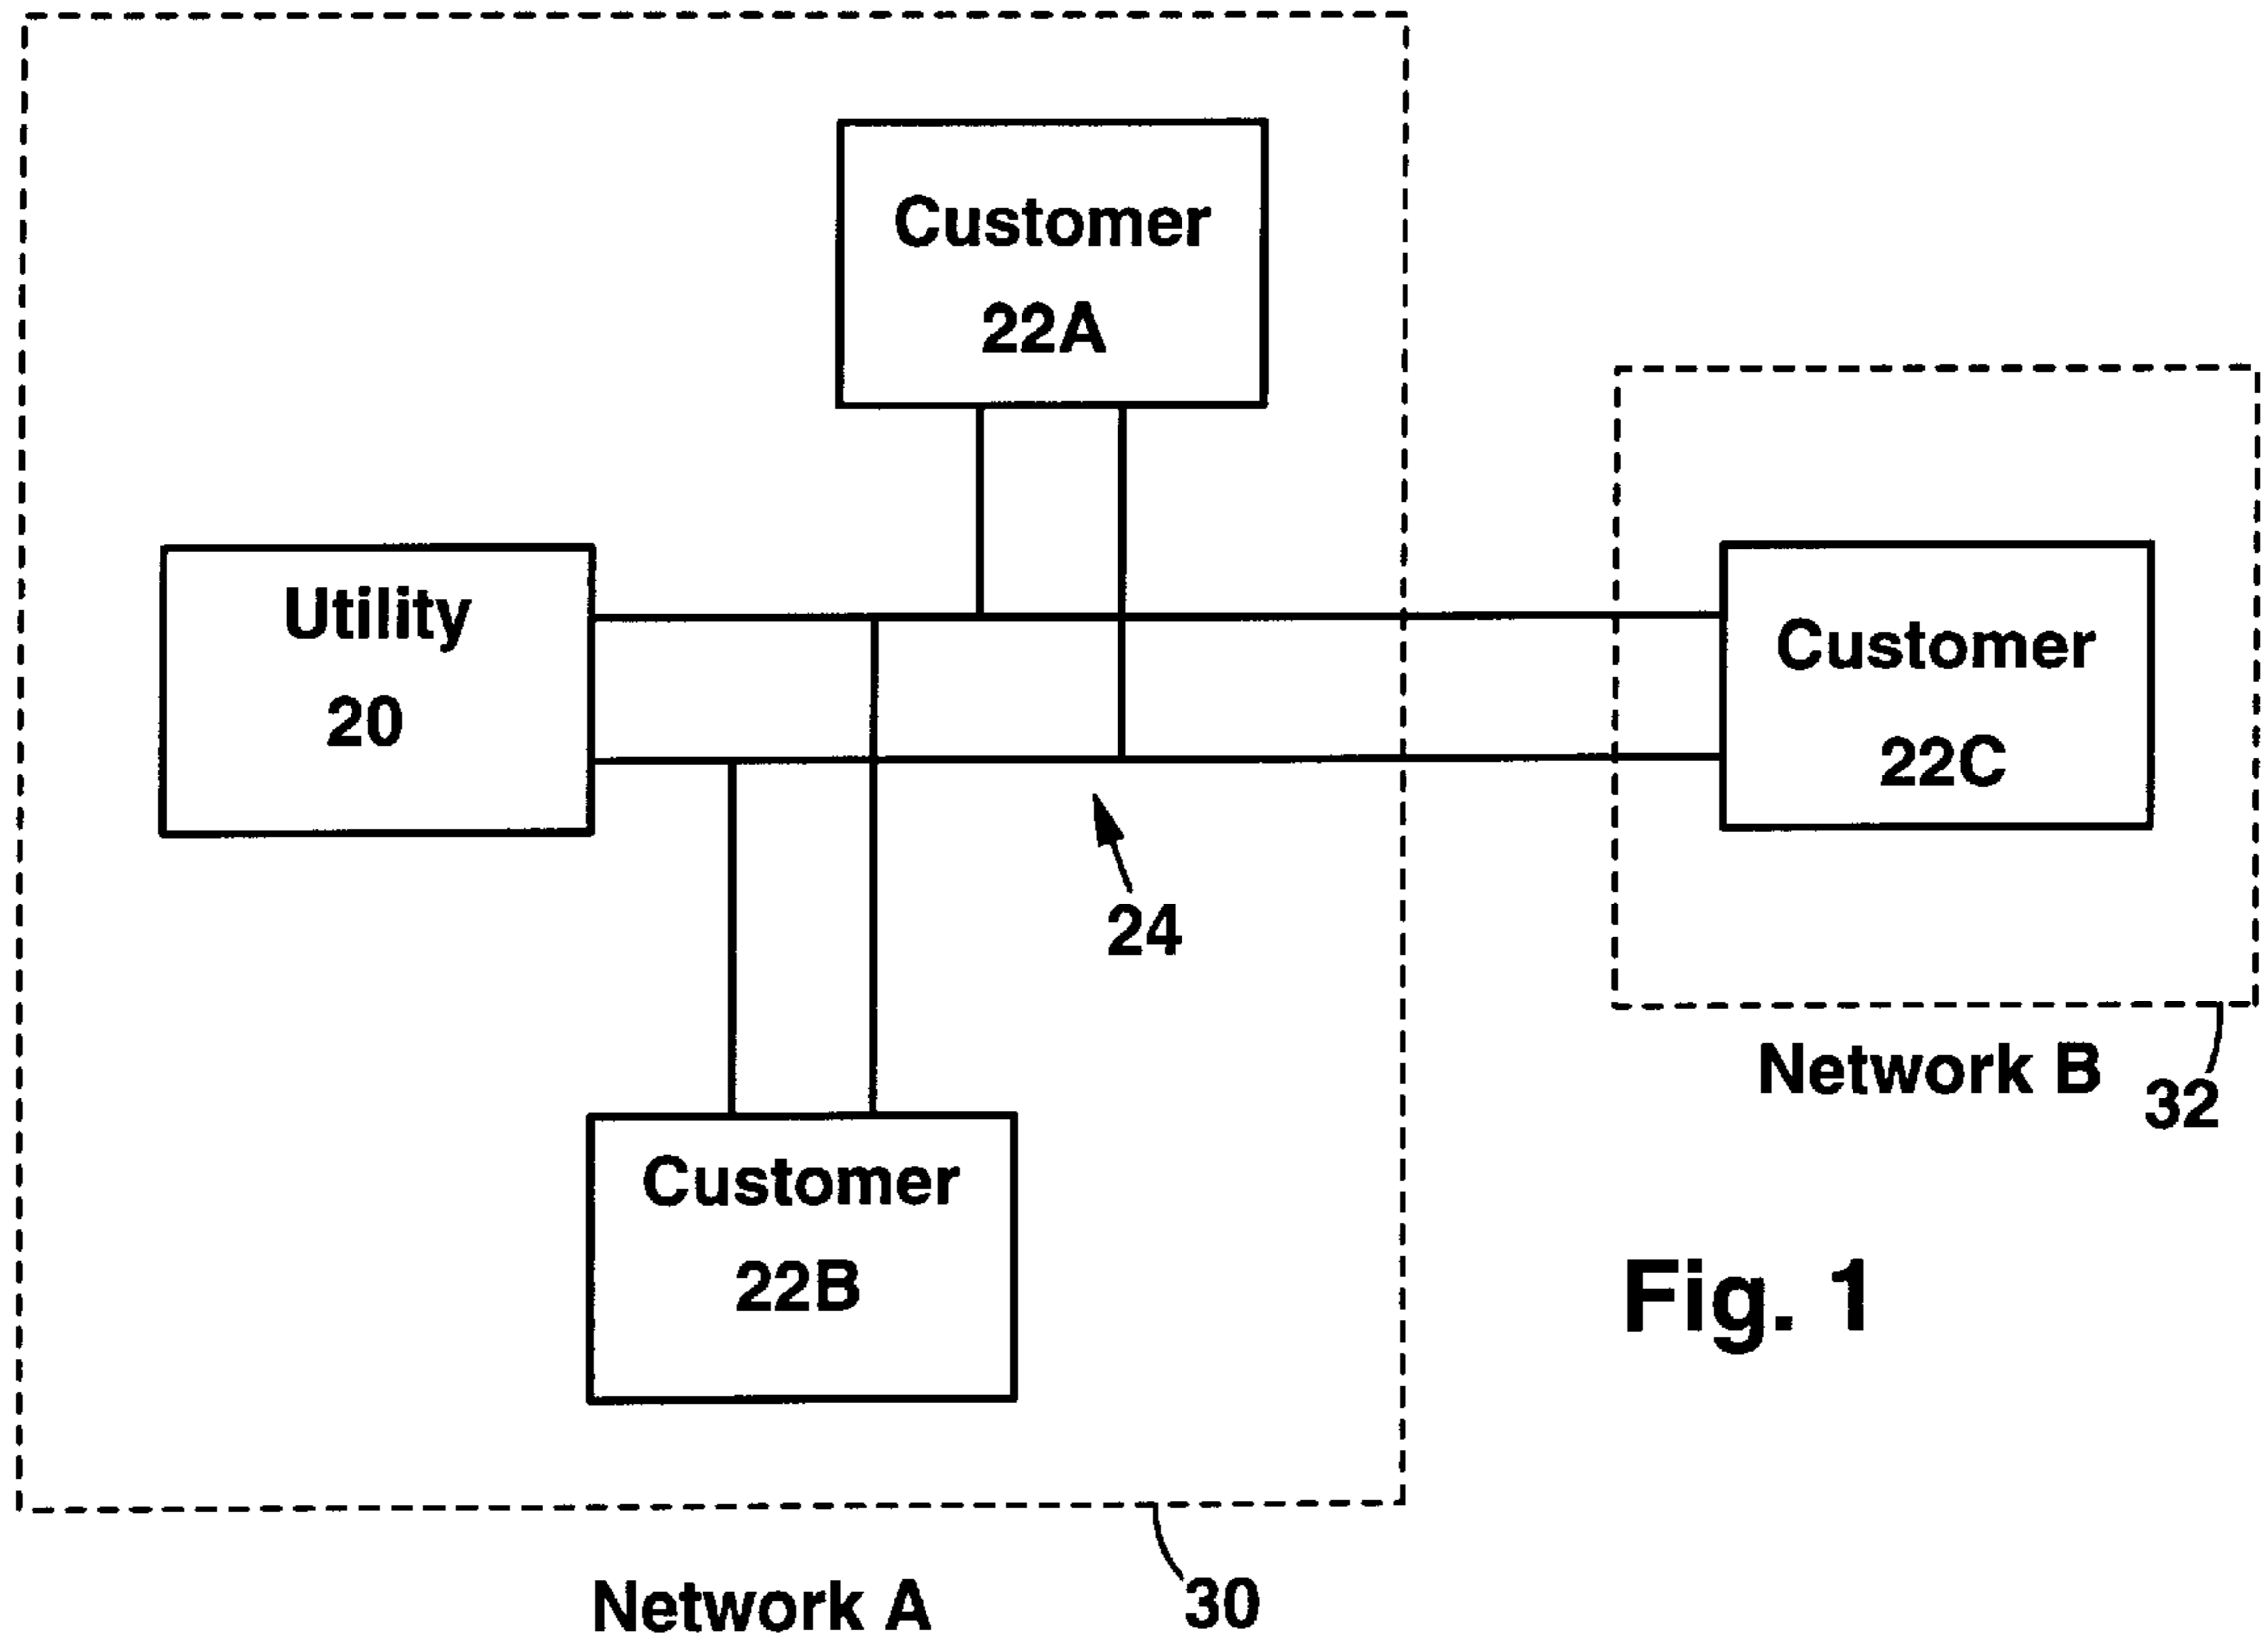 Customer
22A
Utility
20
Customer
22C
24
Network B
32
Customer
22B
Fig. 1
Network A
30